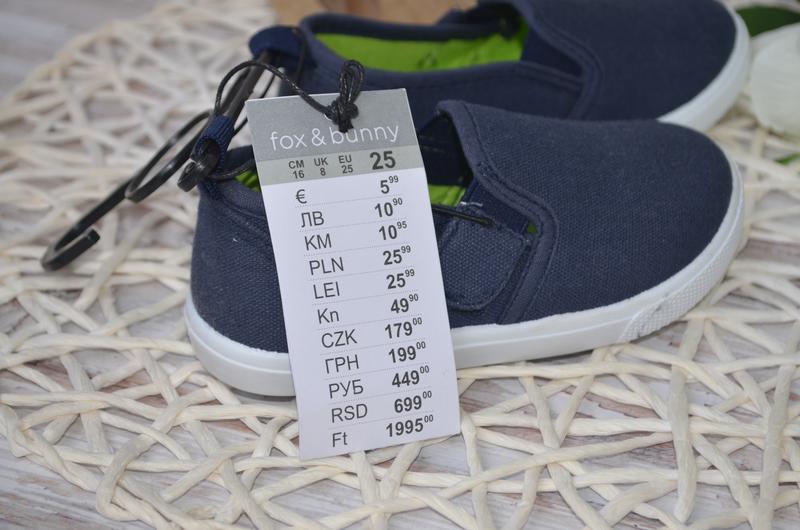 fox & bunny
CM UK EU 25
16 8 25
€ 5⁹⁹
ЛВ 10⁹⁰
KM 10⁹⁵
PLN 25⁹⁹
LEI 25⁹⁹
Kn 49⁹⁰
CZK 179⁰⁰
ГРН 199⁰⁰
РУБ 449⁰⁰
RSD 699⁰⁰
Ft 1995⁰⁰